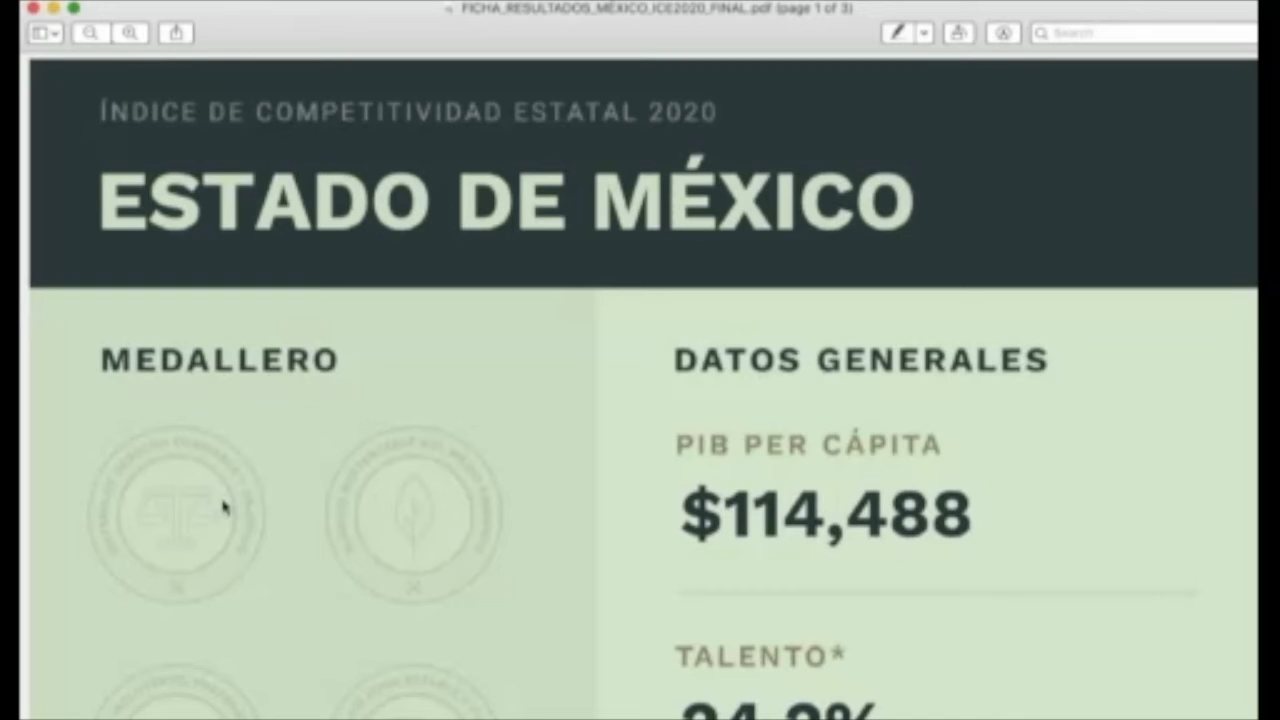 FICHA_RESULTADOS_MÉXICO_ICE2020_FINAL.pdf (page 1 of 3)
Search
ÍNDICE DE COMPETITIVIDAD ESTATAL 2020
ESTADO DE MÉXICO
MEDALLERO
DATOS GENERALES
PIB PER CÁPITA
$114,488
TALENTO*